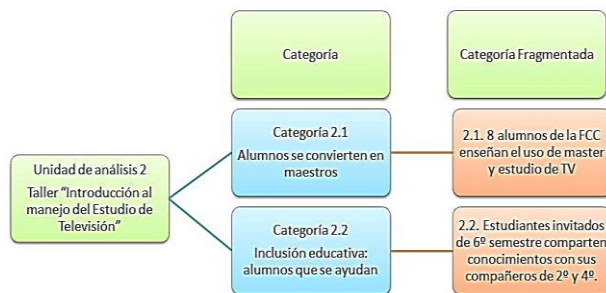 Categoría
Categoría Fragmentada
Unidad de análisis 2
Taller "Introducción al
manejo del Estudio de
Televisión"
Categoría 2.1
Alumnos se convierten en
maestros
2.1. 8 alumnos de la FCC
enseñan el uso de master
y estudio de TV
Categoría 2.2
Inclusión educativa:
alumnos que se ayudan
2.2. Estudiantes invitados
de 6º semestre comparten
conocimientos con sus
compañeros de 2º y 4º.